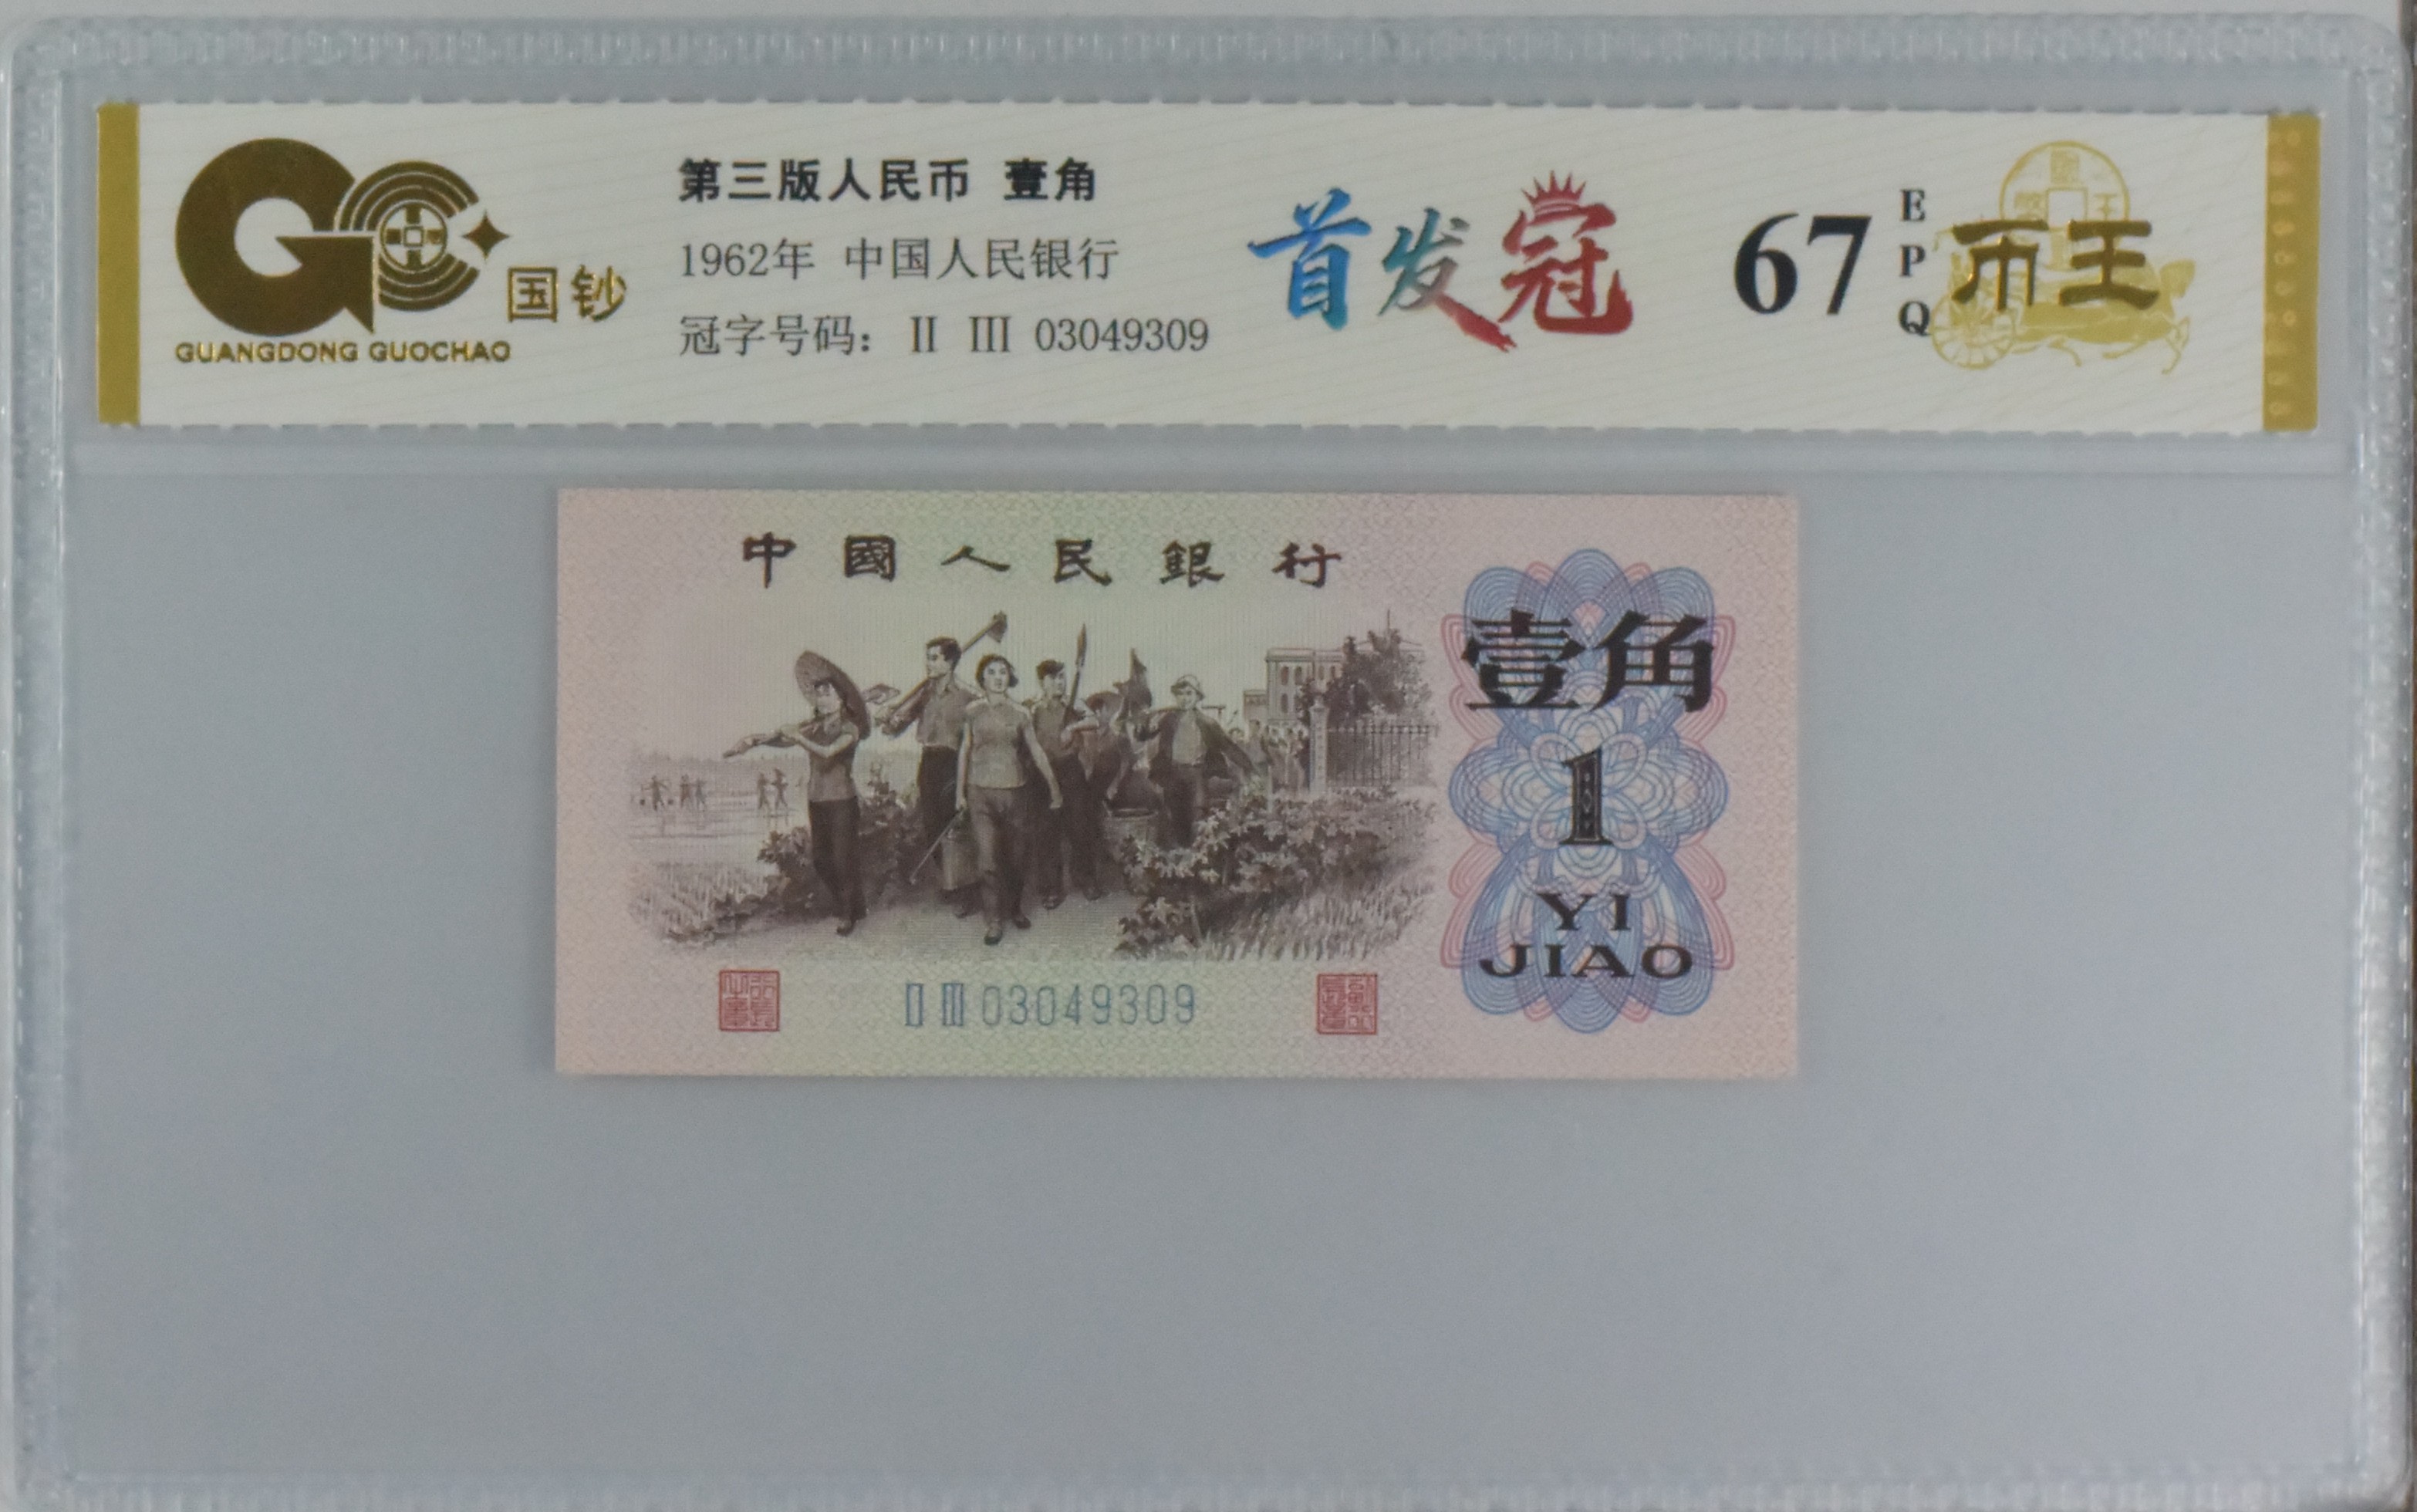 国钞
GUANGDONG GUOCHAO
第三版人民币 壹角
1962年 中国人民银行
冠字号码: II III 03049309
首发冠
67
EPQ
币王
中國人民銀行
壹角
1
YI
JIAO
II III 03049309